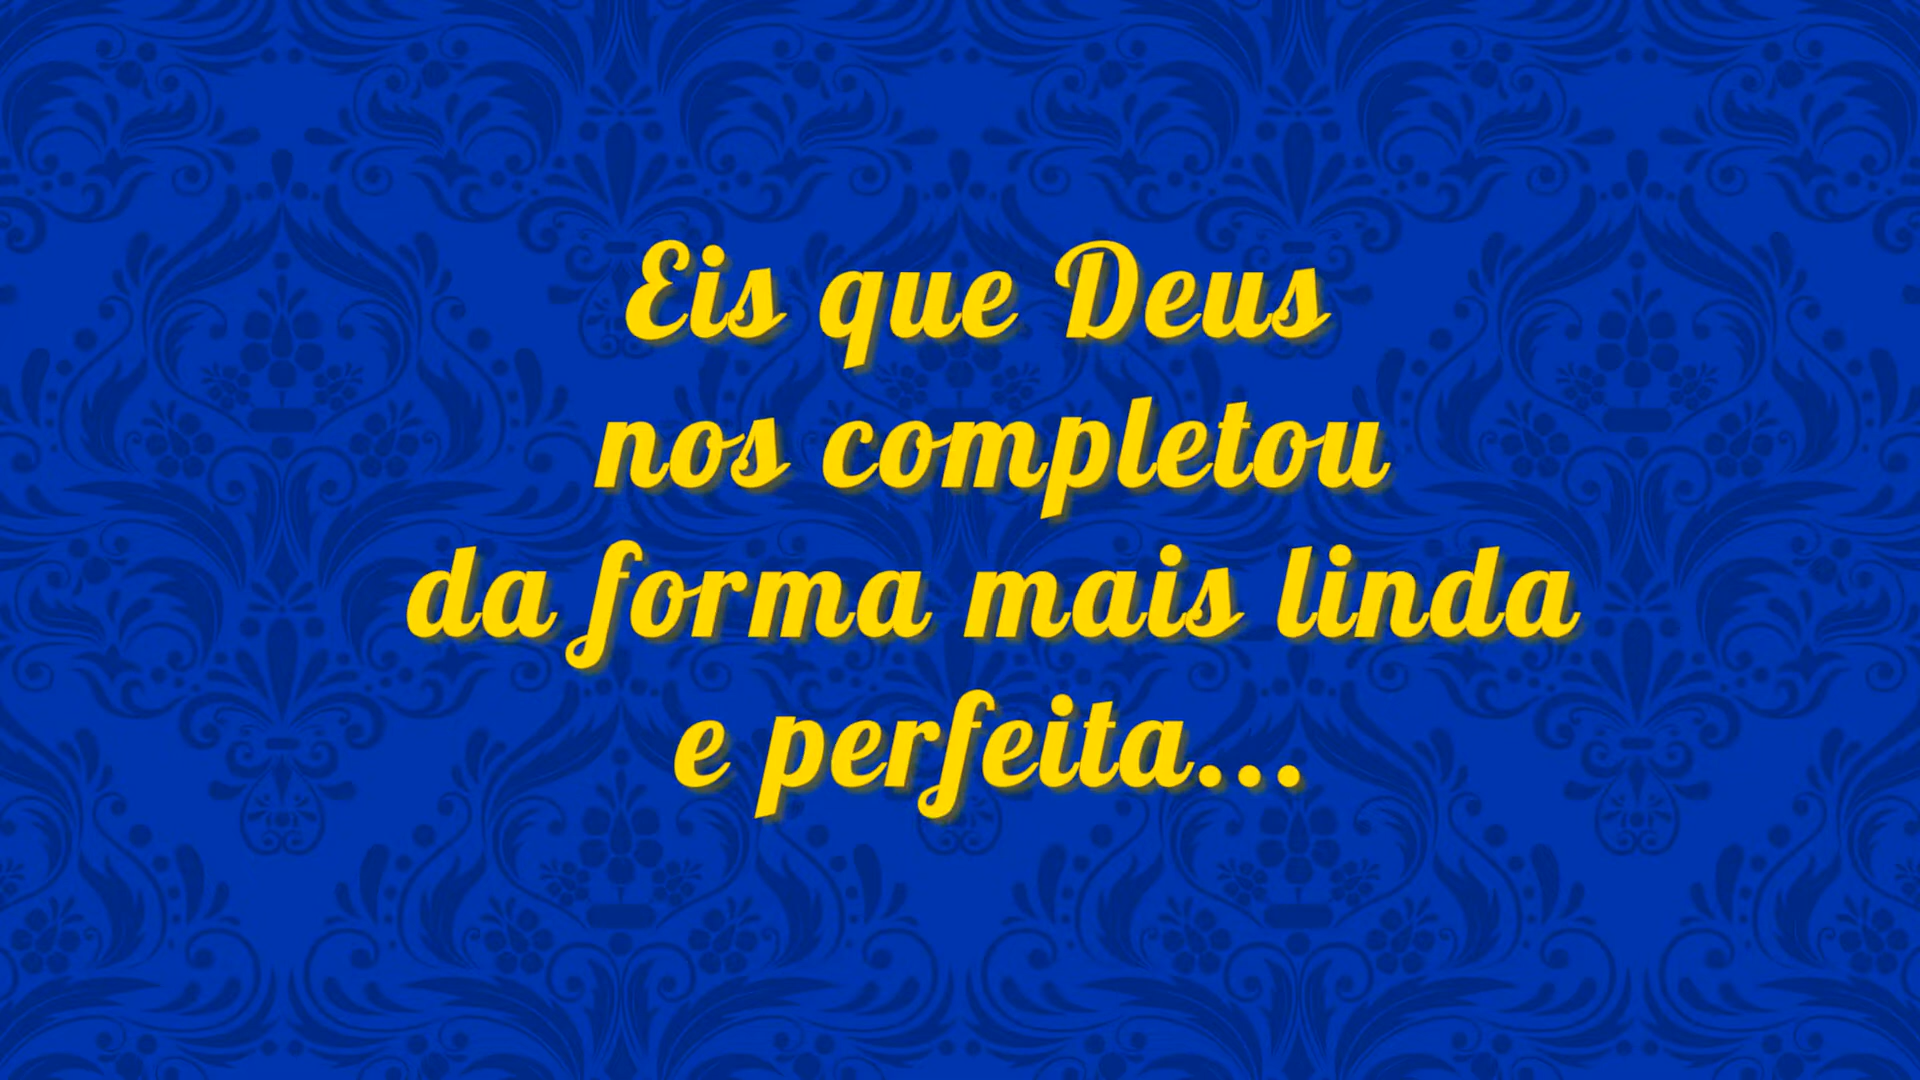 Eis que Deus
nos completou
da forma mais linda
e perfeita...